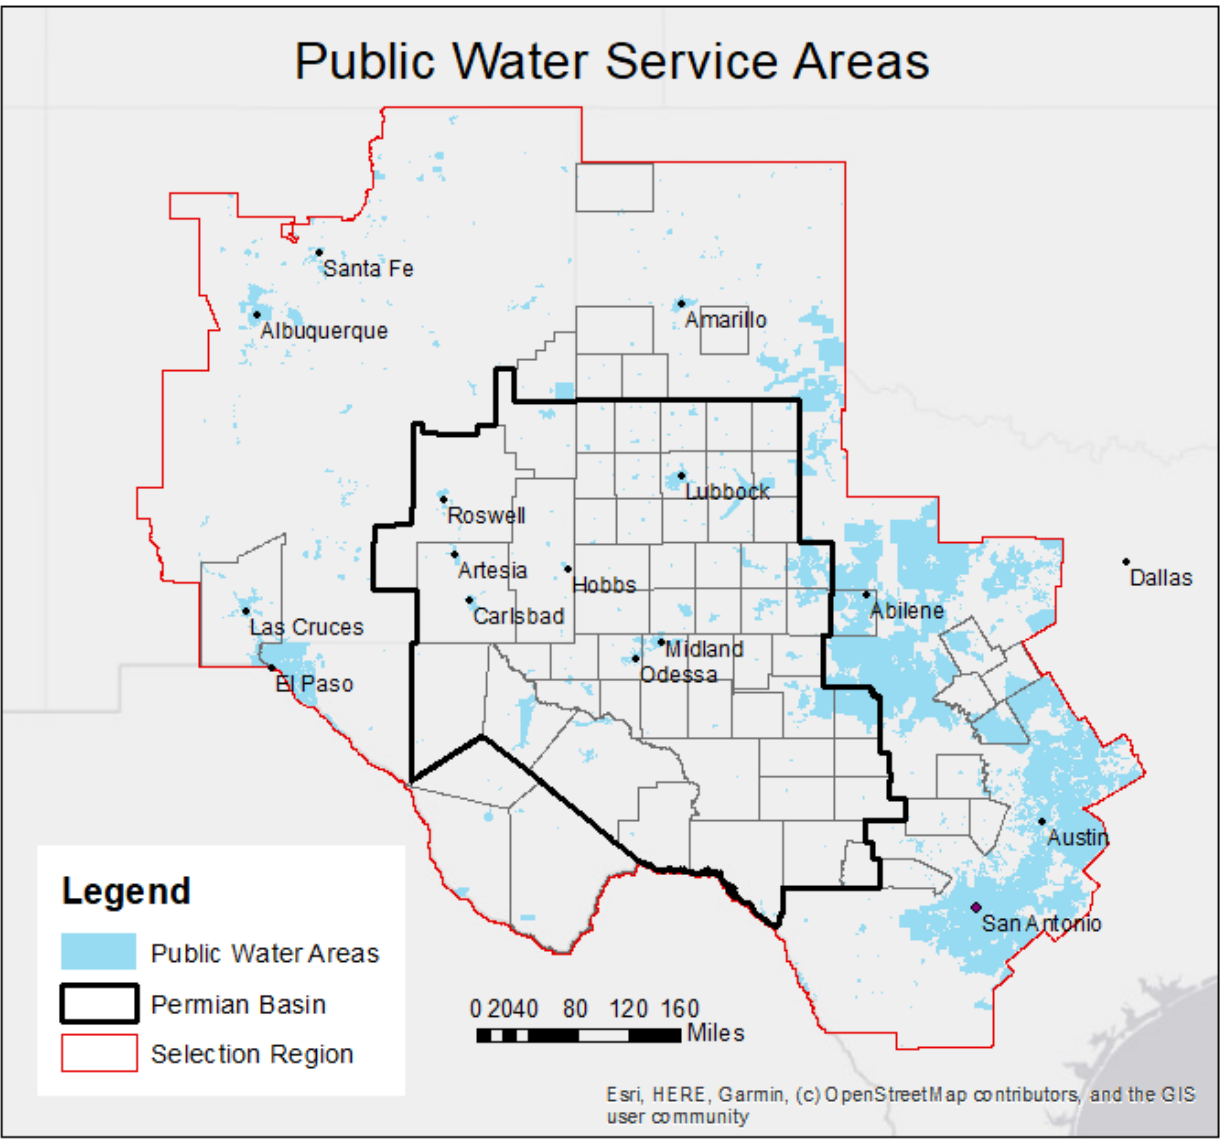 Public Water Service Areas
Santa Fe
Albuquerque
Amarillo
Lubbock
Roswell
Artesia
Hobbs
Carlsbad
Dallas
Abilene
Las Cruces
Midland
Odessa
El Paso
Austin
San Antonio
Legend
Public Water Areas
Permian Basin
Selection Region
0 20 40 80 120 160
Miles
Esri, HERE, Garmin, (c) OpenStreetMap contributors, and the GIS
user community